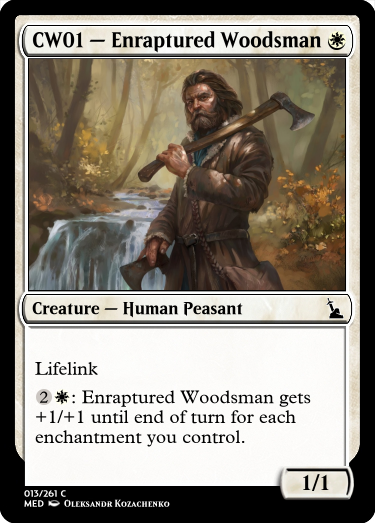 CW01 — Enraptured Woodsman
Creature — Human Peasant
Lifelink
2 : Enraptured Woodsman gets
+1/+1 until end of turn for each
enchantment you control.
1/1
013/261 C
MED Oleksandr Kozachenko